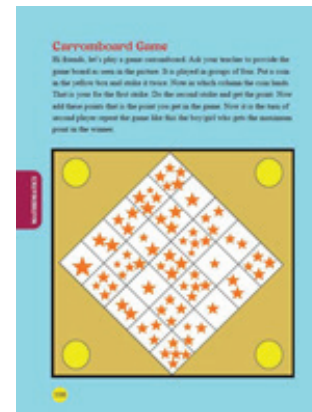 Carromboard Game
Hi friends, let's play a game carromboard. Ask your teacher to provide the
game board as seen in the picture. It is played in groups of four. Put a coin
in the yellow box and strike it twice. Now in which column the coin lands.
That is your for the first strike. Do the second strike and get the point. Now
add these points that is the point you get in the game. Now it is the turn of
second player repeat the game like this the boy/girl who gets the maximum
point in the winner.
MATHEMATICS